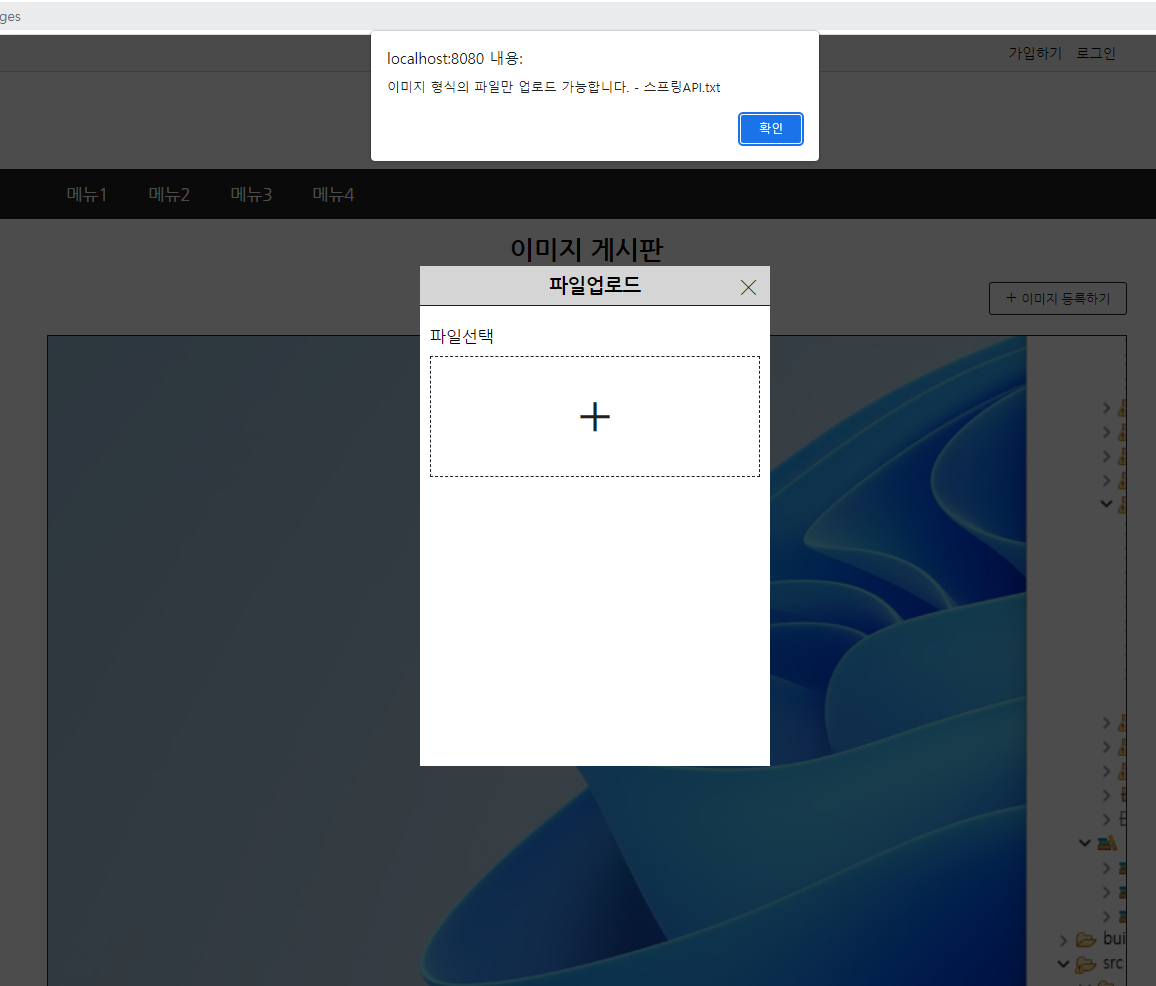 ges
localhost:8080 내용:
이미지 형식의 파일만 업로드 가능합니다. - 스프링API.txt
확인
가입하기 로그인
메뉴1 메뉴2 메뉴3 메뉴4
이미지 게시판
파일업로드
+ 이미지 등록하기
파일선택
bui
src